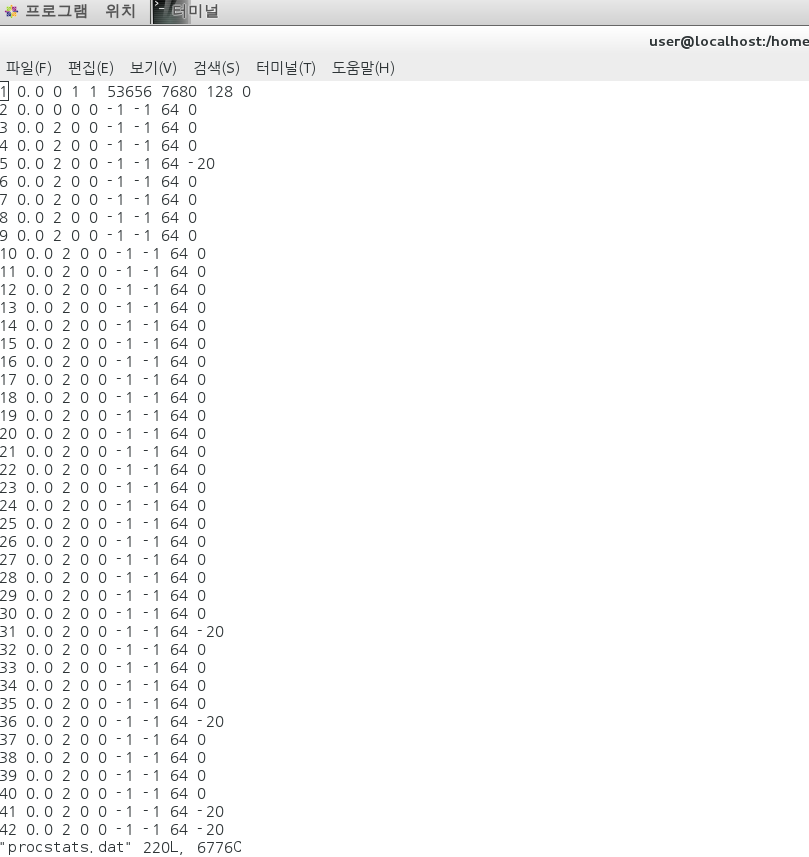 프로그램 위치 터미널
user@localhost:/home
파일(F) 편집(E) 보기(V) 검색(S) 터미널(T) 도움말(H)
1 0.0 0 1 1 53656 7680 128 0
2 0.0 0 0 0 -1 -1 64 0
3 0.0 2 0 0 -1 -1 64 0
4 0.0 2 0 0 -1 -1 64 0
5 0.0 2 0 0 -1 -1 64 -20
6 0.0 2 0 0 -1 -1 64 0
7 0.0 2 0 0 -1 -1 64 0
8 0.0 2 0 0 -1 -1 64 0
9 0.0 2 0 0 -1 -1 64 0
10 0.0 2 0 0 -1 -1 64 0
11 0.0 2 0 0 -1 -1 64 0
12 0.0 2 0 0 -1 -1 64 0
13 0.0 2 0 0 -1 -1 64 0
14 0.0 2 0 0 -1 -1 64 0
15 0.0 2 0 0 -1 -1 64 0
16 0.0 2 0 0 -1 -1 64 0
17 0.0 2 0 0 -1 -1 64 0
18 0.0 2 0 0 -1 -1 64 0
19 0.0 2 0 0 -1 -1 64 0
20 0.0 2 0 0 -1 -1 64 0
21 0.0 2 0 0 -1 -1 64 0
22 0.0 2 0 0 -1 -1 64 0
23 0.0 2 0 0 -1 -1 64 0
24 0.0 2 0 0 -1 -1 64 0
25 0.0 2 0 0 -1 -1 64 0
26 0.0 2 0 0 -1 -1 64 0
27 0.0 2 0 0 -1 -1 64 0
28 0.0 2 0 0 -1 -1 64 0
29 0.0 2 0 0 -1 -1 64 0
30 0.0 2 0 0 -1 -1 64 0
31 0.0 2 0 0 -1 -1 64 -20
32 0.0 2 0 0 -1 -1 64 0
33 0.0 2 0 0 -1 -1 64 0
34 0.0 2 0 0 -1 -1 64 0
35 0.0 2 0 0 -1 -1 64 0
36 0.0 2 0 0 -1 -1 64 -20
37 0.0 2 0 0 -1 -1 64 0
38 0.0 2 0 0 -1 -1 64 0
39 0.0 2 0 0 -1 -1 64 0
40 0.0 2 0 0 -1 -1 64 0
41 0.0 2 0 0 -1 -1 64 -20
42 0.0 2 0 0 -1 -1 64 -20
"procstats.dat" 220L, 6776C